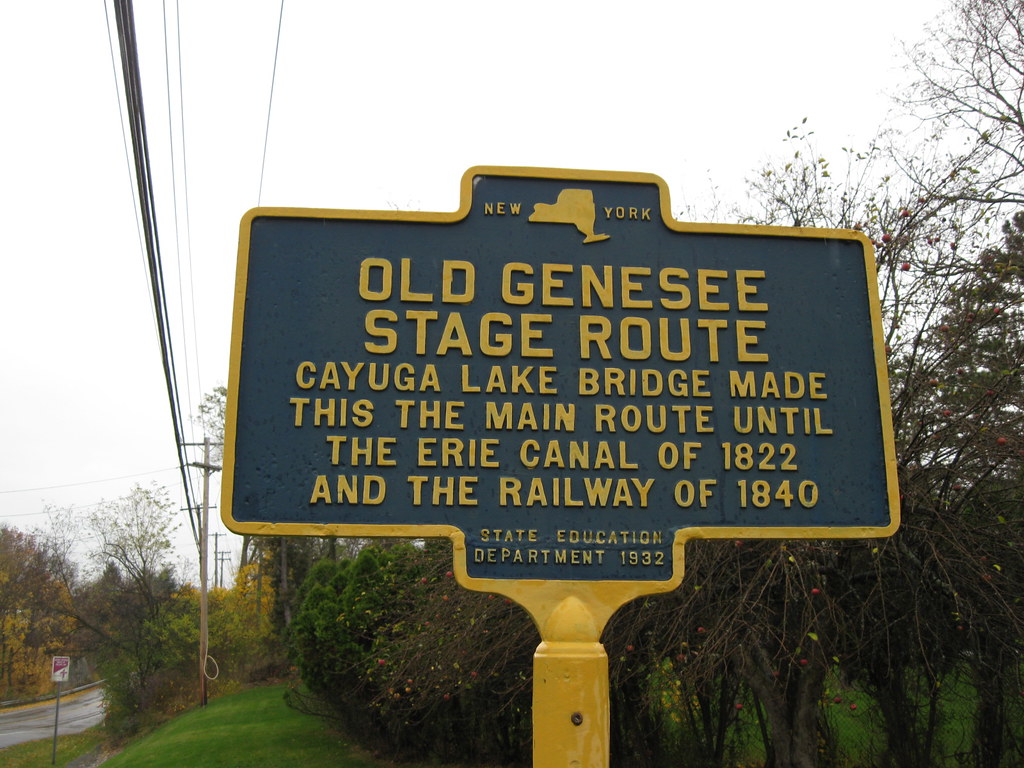 NEW YORK
OLD GENESEE
STAGE ROUTE
CAYUGA LAKE BRIDGE MADE
THIS THE MAIN ROUTE UNTIL
THE ERIE CANAL OF 1822
AND THE RAILWAY OF 1840
STATE EDUCATION
DEPARTMENT 1932